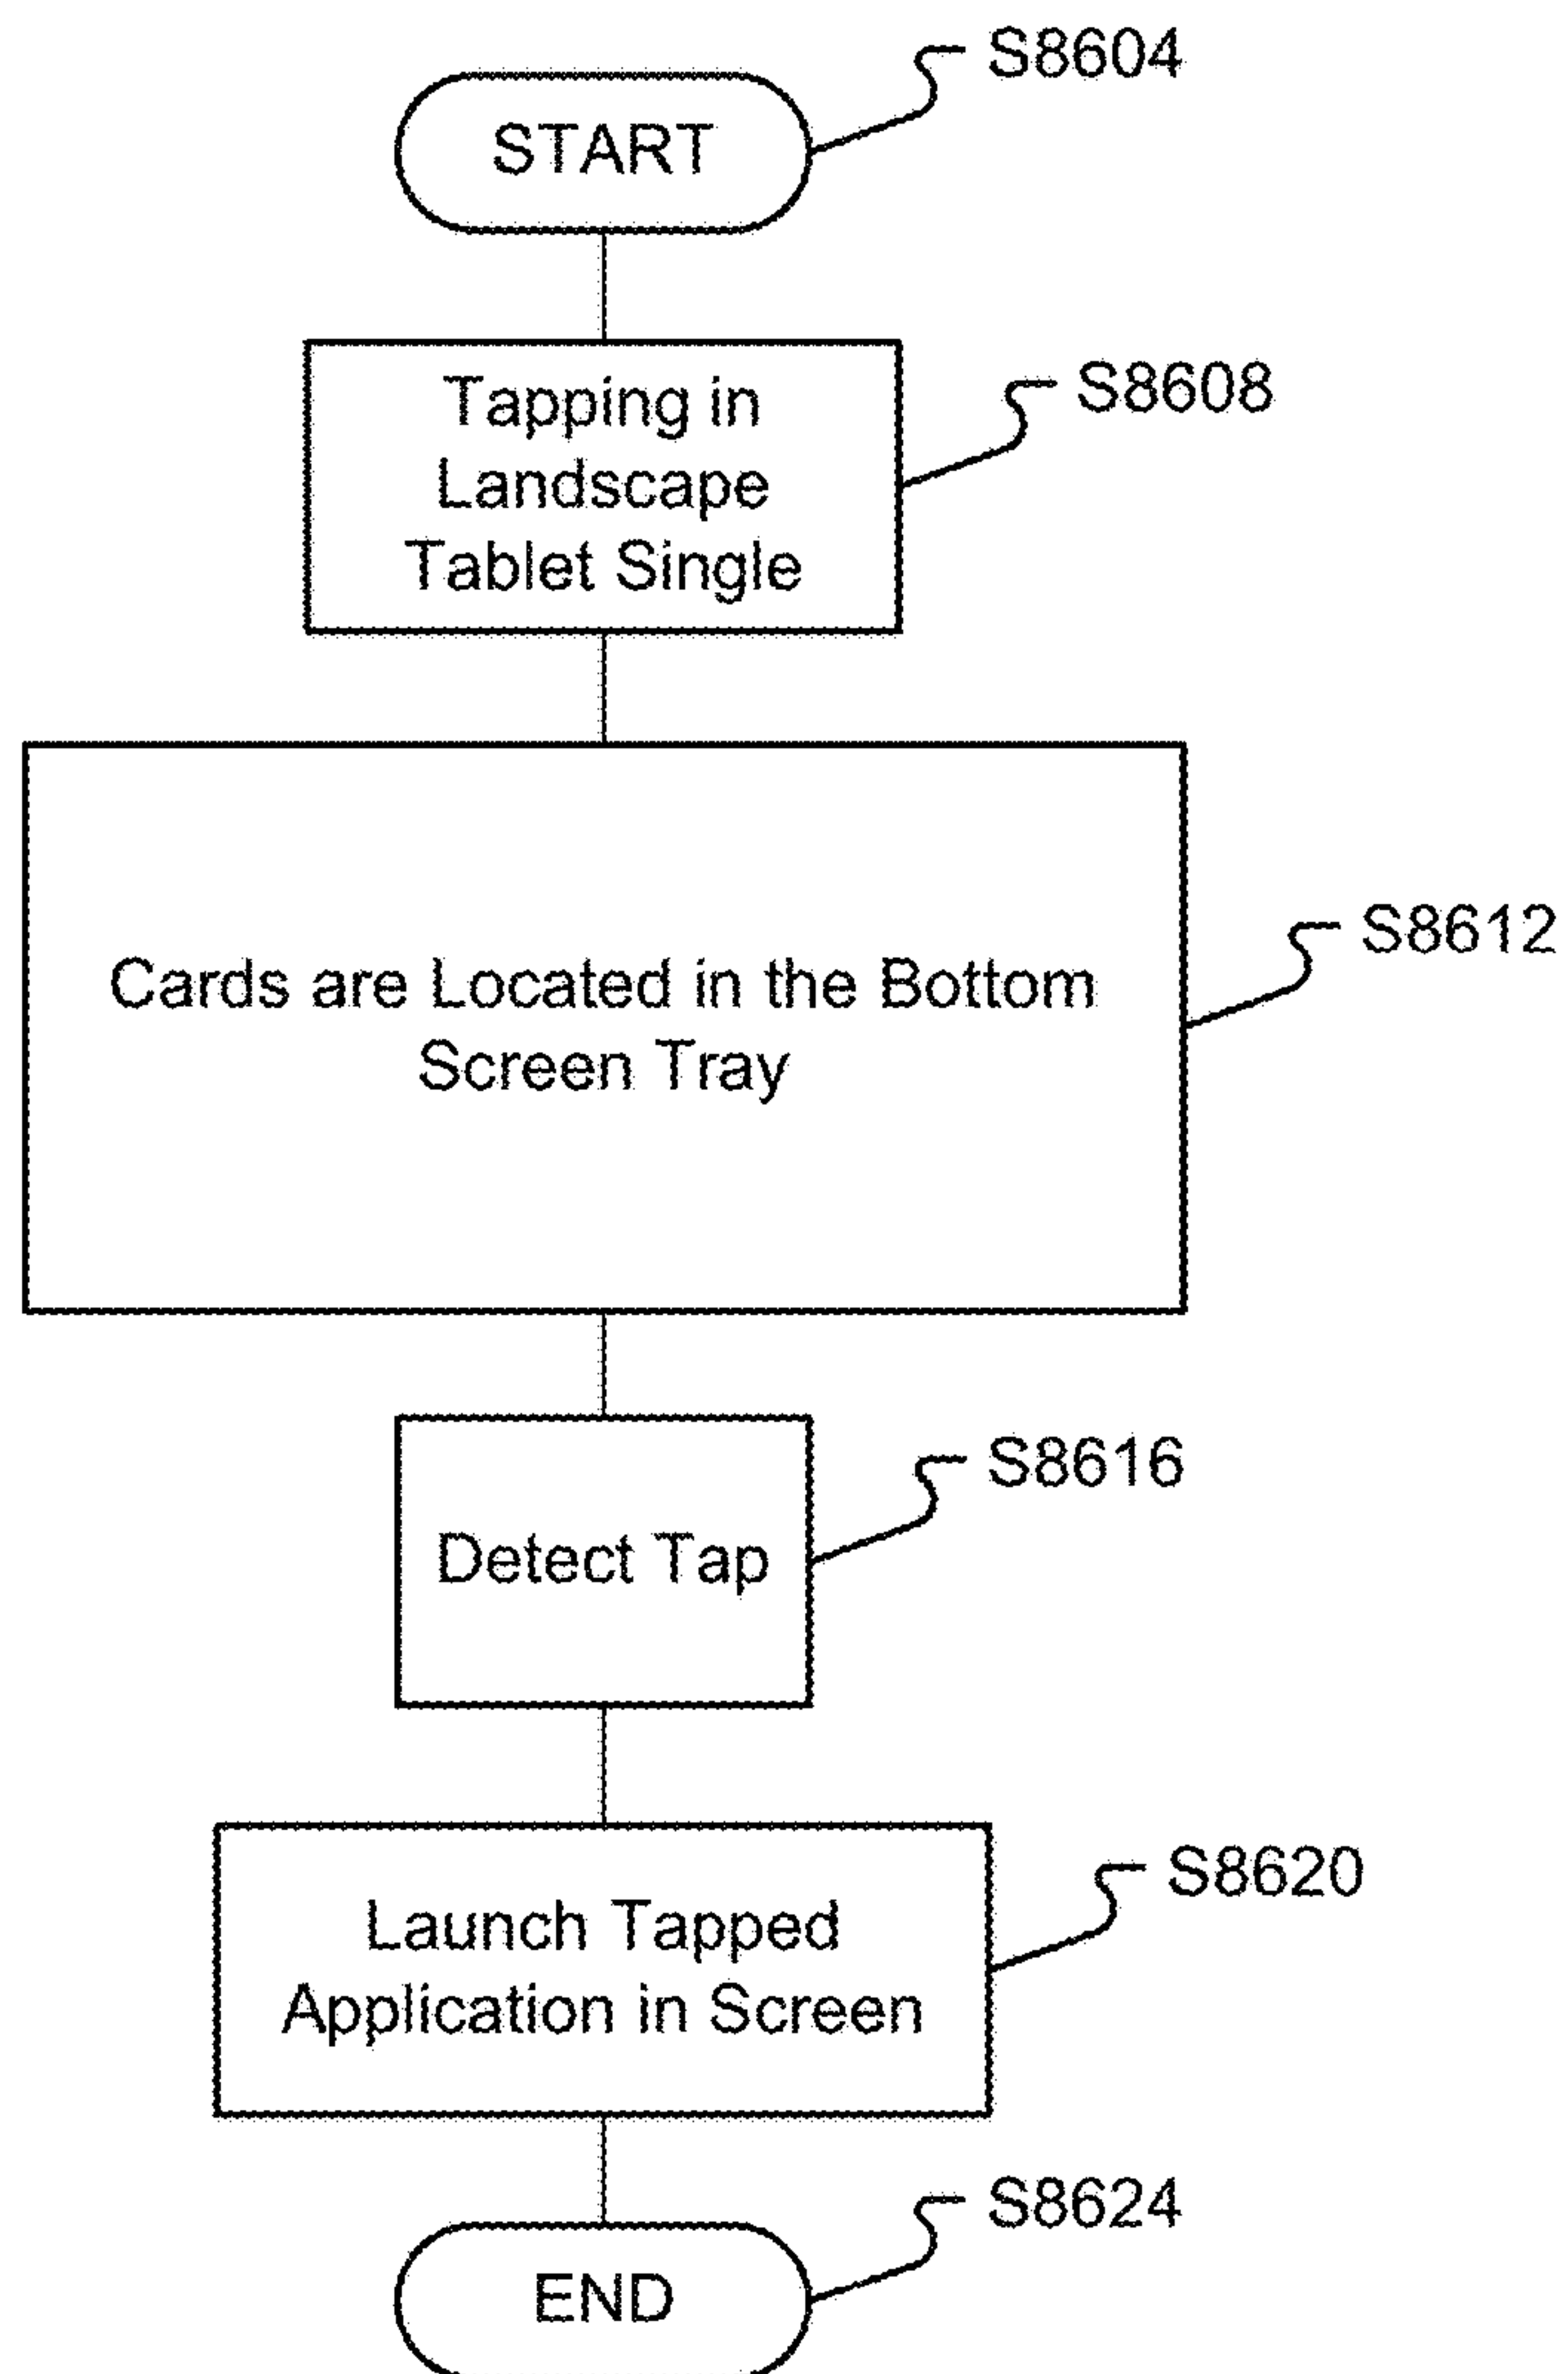 START
S8604
Tapping in
Landscape
Tablet Single
S8608
Cards are Located in the Bottom
Screen Tray
S8612
Detect Tap
S8616
Launch Tapped
Application in Screen
S8620
END
S8624